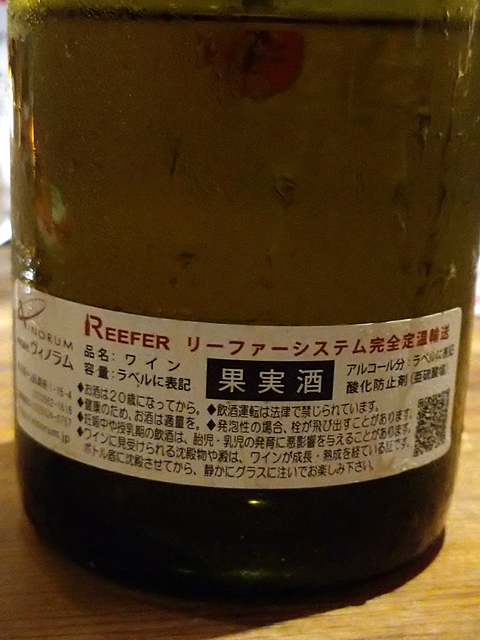 VINORUM
ヴィノラム
REEFER リーファーシステム完全定温輸送
品名：ワイン
容量：ラベルに表記
果実酒
アルコール分：ラベルに表記
酸化防止剤（亜硫酸塩）
◆お酒は20歳になってから。◆飲酒運転は法律で禁じられています。
◆健康のため、お酒は適量を。◆発泡性の場合、栓が飛び出すことがあります。
◆妊娠中や授乳期の飲酒は、胎児・乳児の発育に悪影響を与えることがあります。
◆ワインに見受けられる沈殿物や澱は、ワインが成長・熟成を経ている証です。
ボトル底に沈殿させてから、静かにグラスに注いでお楽しみ下さい。